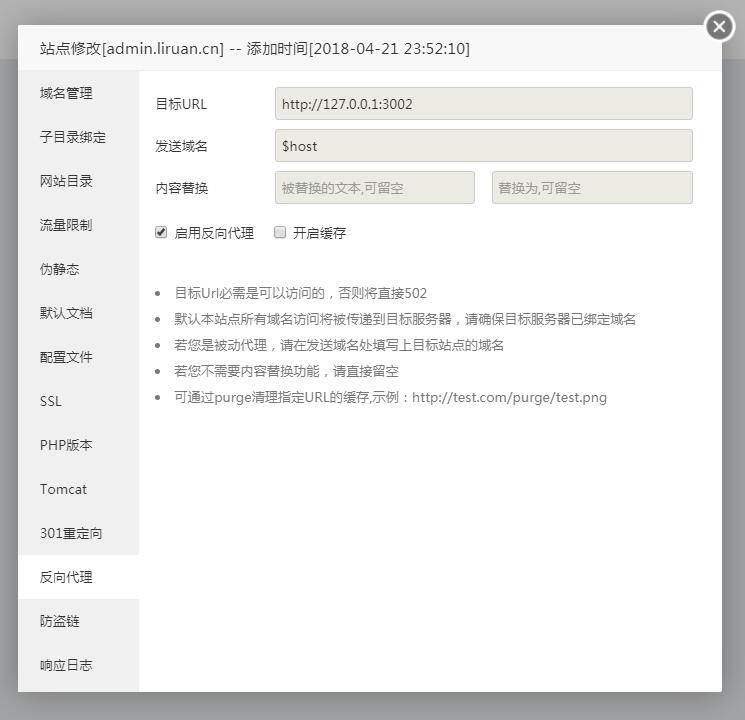 站点修改[admin.liruan.cn] -- 添加时间[2018-04-21 23:52:10]
域名管理
子目录绑定
网站目录
流量限制
伪静态
默认文档
配置文件
SSL
PHP版本
Tomcat
301重定向
反向代理
防盗链
响应日志
目标URL http://127.0.0.1:3002
发送域名 $host
内容替换 被替换的文本,可留空 替换为,可留空
启用反向代理 开启缓存
目标Url必需是可以访问的，否则将直接502
默认本站点所有域名访问将被传递到目标服务器，请确保目标服务器已绑定域名
若您是被动代理，请在发送域名处填写上目标站点的域名
若您不需要内容替换功能，请直接留空
可通过purge清理指定URL的缓存,示例：http://test.com/purge/test.png